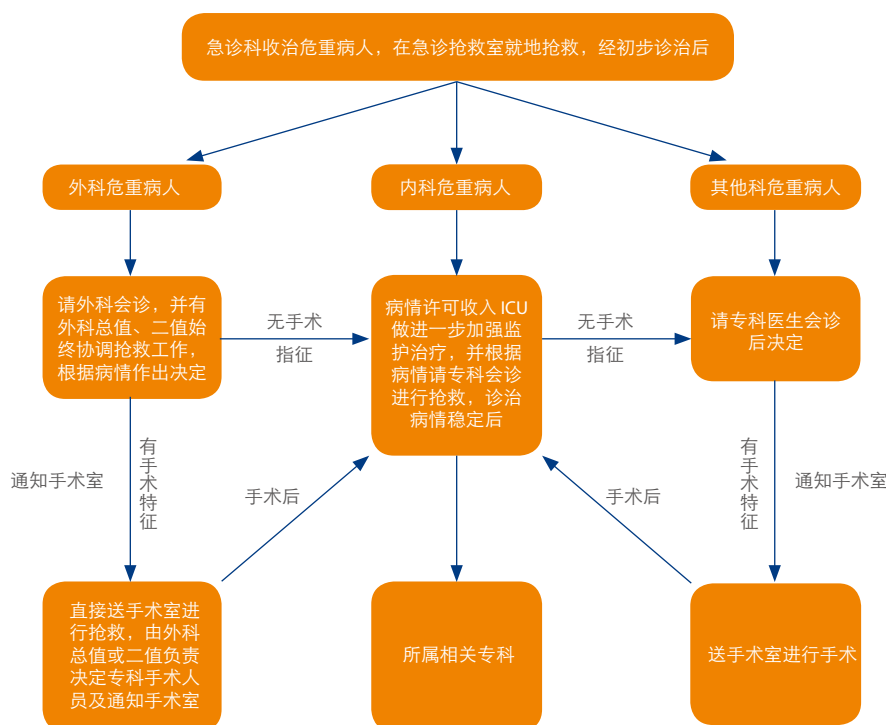 急诊科收治危重病人，在急诊抢救室就地抢救，经初步诊治后
外科危重病人
内科危重病人
其他科危重病人
请外科会诊，并有
外科总值、二值始
终协调抢救工作，
根据病情作出决定
无手术
指征
病情许可收入 ICU
做进一步加强监
护治疗，并根据
病情请专科会诊
进行抢救，诊治
病情稳定后
无手术
指征
请专科医生会诊
后决定
通知手术室
有手术特征
手术后
手术后
有手术特征
通知手术室
直接送手术室进
行抢救，由外科
总值或二值负责
决定专科手术人
员及通知手术室
所属相关专科
送手术室进行手术